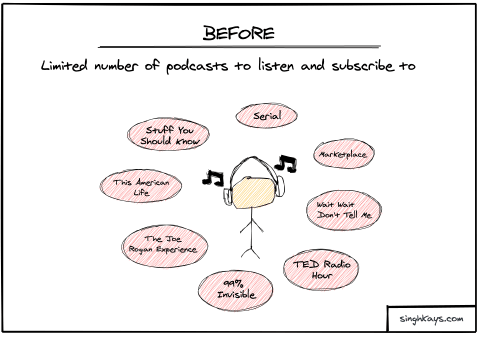 BEFORE
Limited number of podcasts to listen and subscribe to
Serial
Stuff You
Should Know
Marketplace
This American
Life
Wait Wait
Don't Tell Me
The Joe
Rogan Experience
TED Radio
Hour
99%
Invisible
singhkays.com